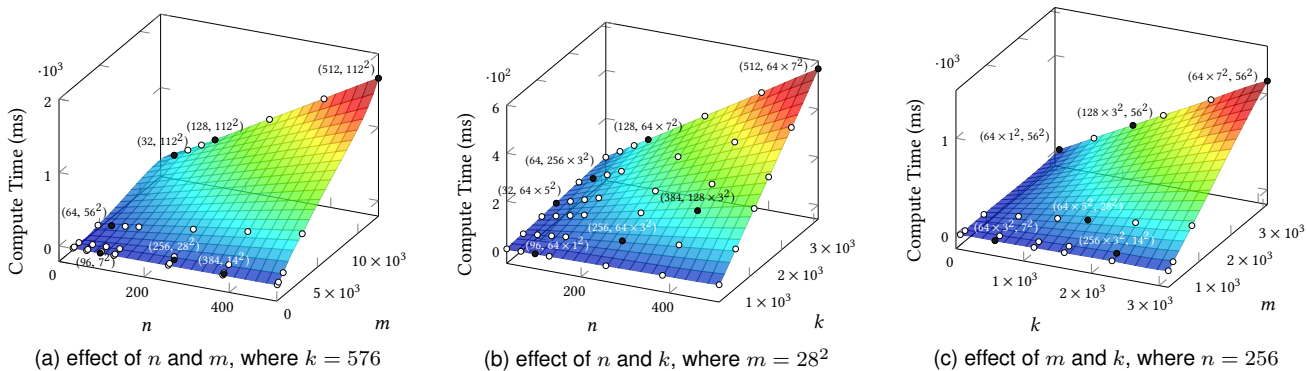 ·10³
2
1
0
Compute Time (ms)
(512, 112²)
(128, 112²)
(32, 112²)
(64, 56²)
(256, 28²)
(384, 14²)
(96, 7²)
0
200
400
n
0
5 × 10³
10 × 10³
m
(a) effect of n and m, where k = 576
·10²
6
4
2
0
Compute Time (ms)
(512, 64 × 7²)
(128, 64 × 7²)
(64, 256 × 3²)
(32, 64 × 5²)
(384, 128 × 3²)
(256, 64 × 3²)
(96, 64 × 1²)
200
400
n
1 × 10³
2 × 10³
3 × 10³
k
(b) effect of n and k, where m = 28²
·10³
1
0
Compute Time (ms)
(64 × 7², 56²)
(128 × 3², 56²)
(64 × 1², 56²)
(64 × 5², 28²)
(64 × 3², 7²)
(256 × 3², 14²)
0
1 × 10³
2 × 10³
3 × 10³
k
0
1 × 10³
2 × 10³
3 × 10³
m
(c) effect of m and k, where n = 256